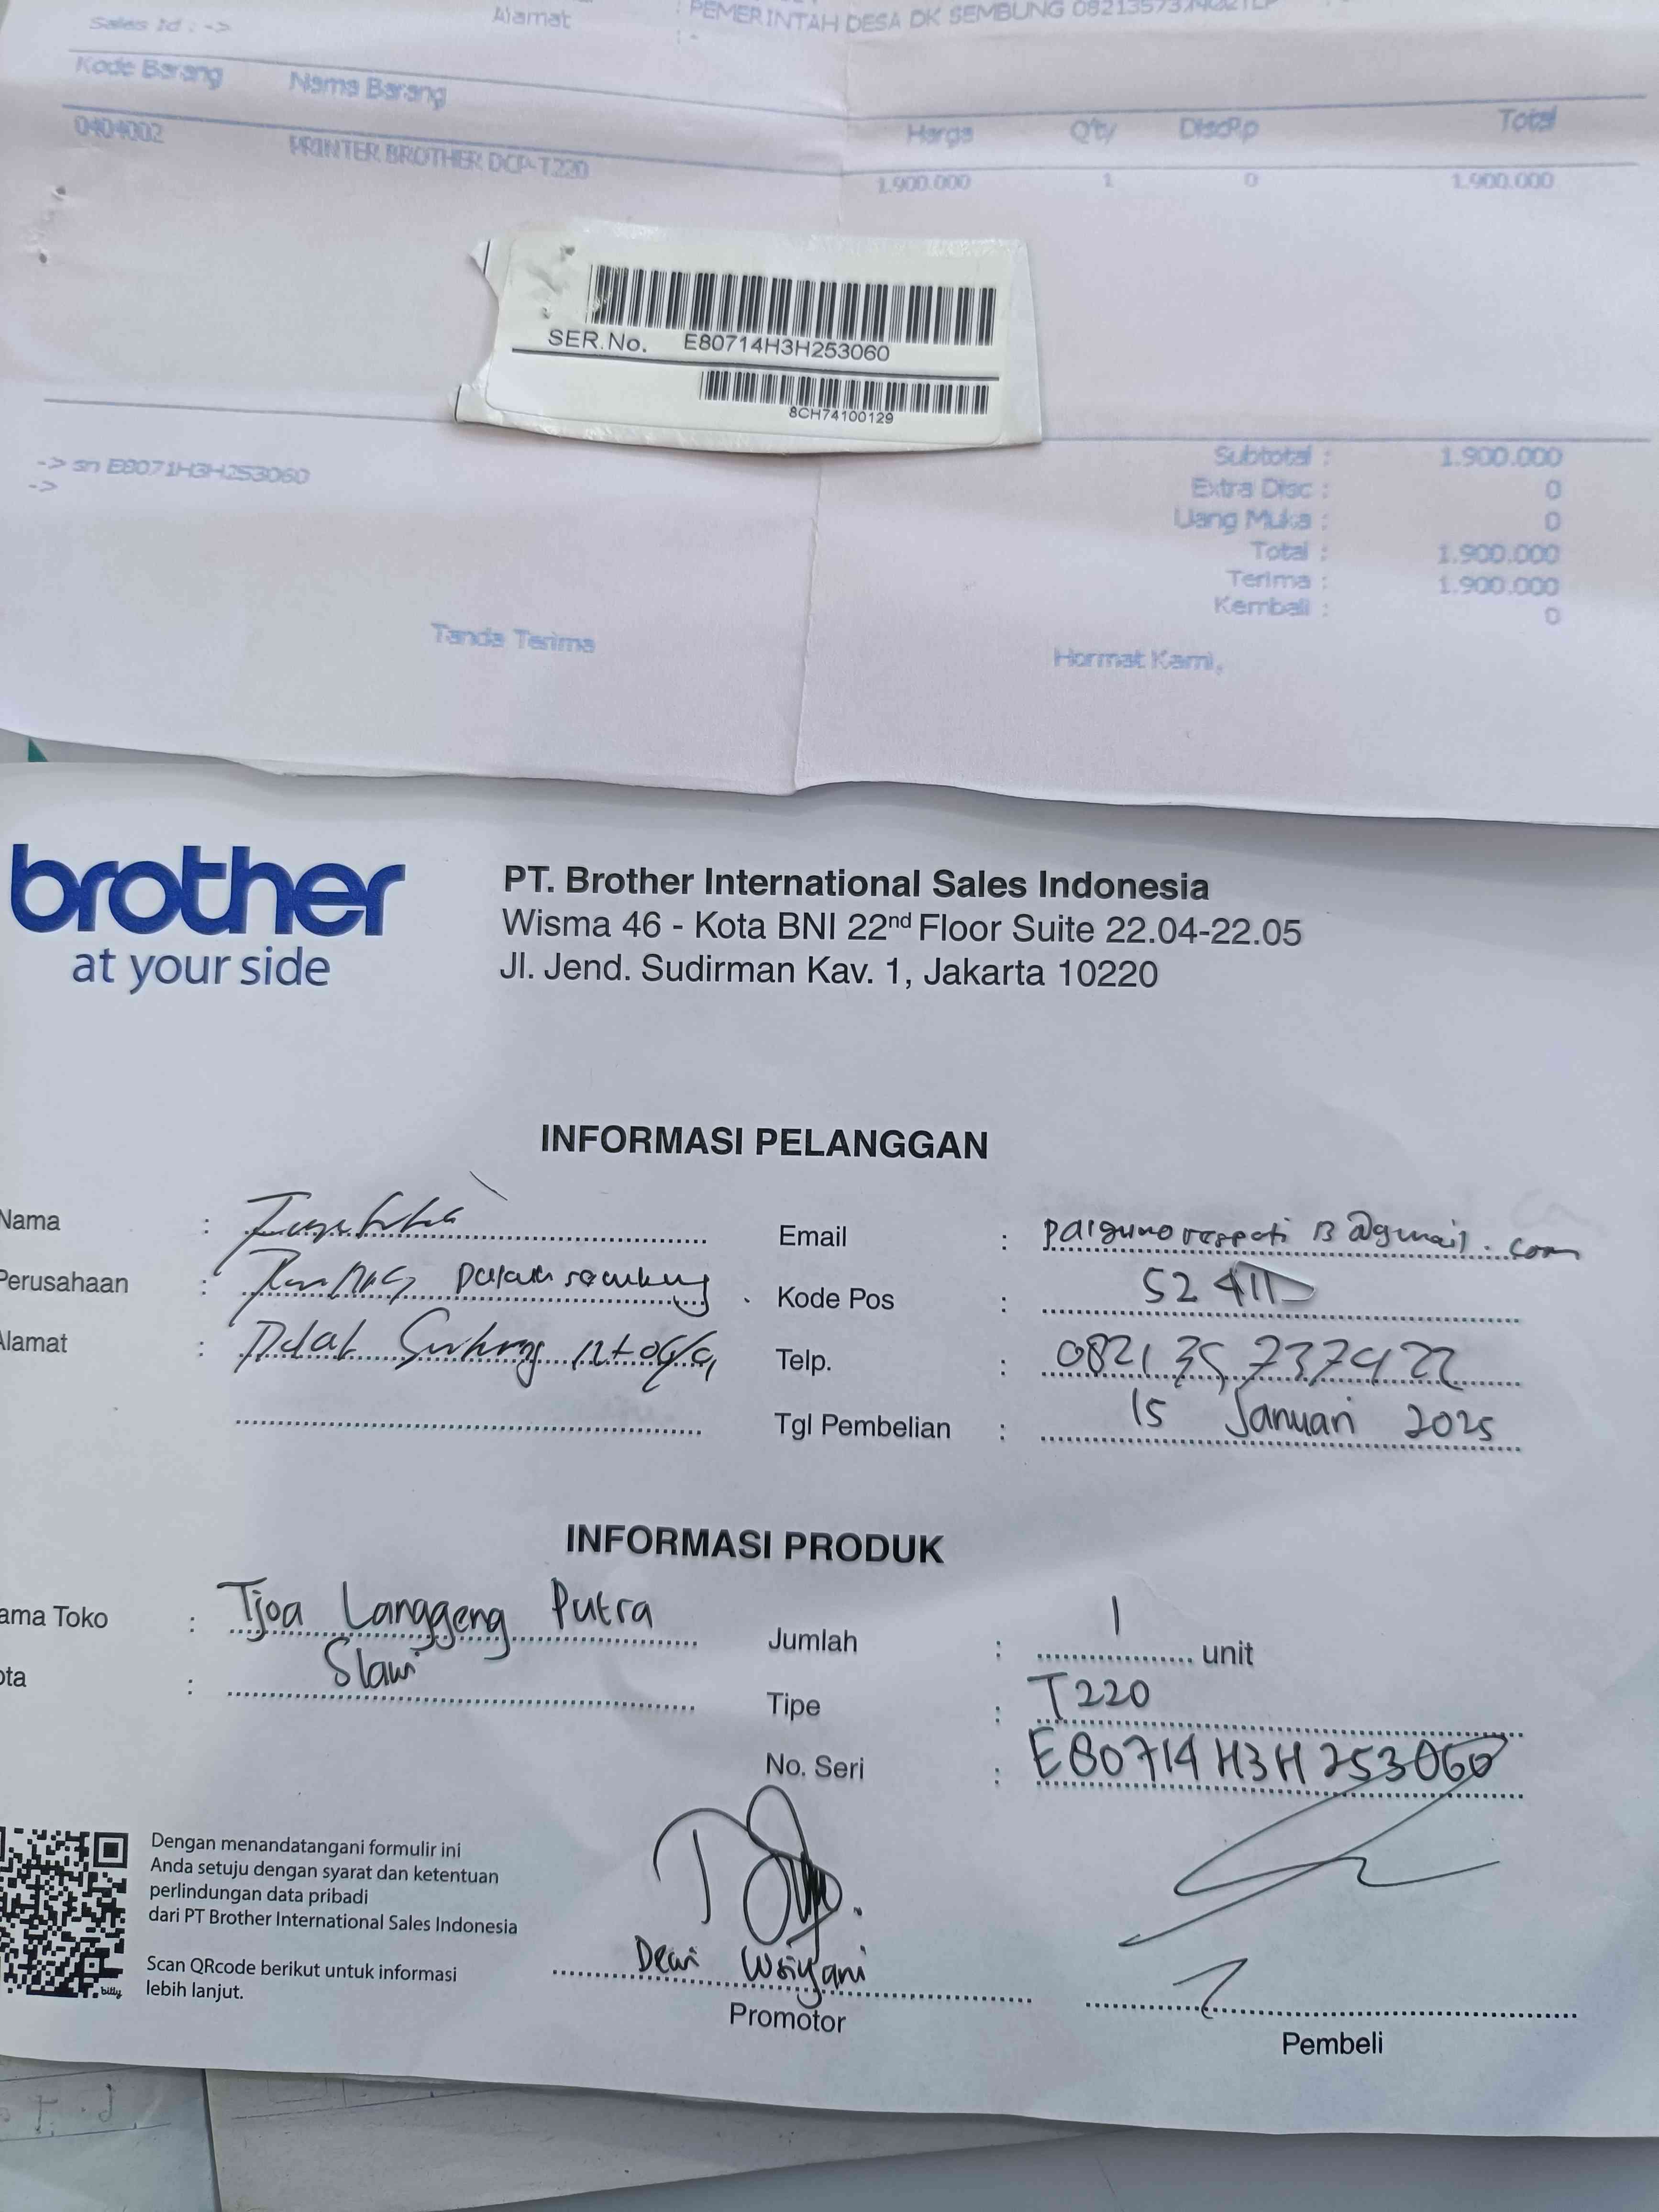 Sales Id : ->
Alamat : PEMERINTAH DESA DK SEMBUNG
: -
Kode Barang Nama Barang Harga Q'ty DiscRp Total
0404002 PRINTER BROTHER DCP-T220 1.900.000 1 0 1.900.000
SER.No. E80714H3H253060
8CH74100129
-> sn E8071H3H253060
->
Subtotal : 1.900.000
Extra Disc : 0
Uang Muka : 0
Total : 1.900.000
Terima : 1.900.000
Kembali : 0
Tanda Terima Hormat Kami,
brother
at your side
PT. Brother International Sales Indonesia
Wisma 46 - Kota BNI 22nd Floor Suite 22.04-22.05
Jl. Jend. Sudirman Kav. 1, Jakarta 10220
INFORMASI PELANGGAN
Nama :
Perusahaan :
Alamat :
Email :
Kode Pos :
Telp. :
Tgl Pembelian : 15 Januari 2025
INFORMASI PRODUK
ama Toko : Tjoa Langgeng Putra
ota : Slawi
Jumlah : 1 unit
Tipe : T220
No. Seri : E80714H3H253060
Dengan menandatangani formulir ini
Anda setuju dengan syarat dan ketentuan
perlindungan data pribadi
dari PT Brother International Sales Indonesia
Scan QRcode berikut untuk informasi
lebih lanjut.
bitly
Dewi
Promotor
Pembeli